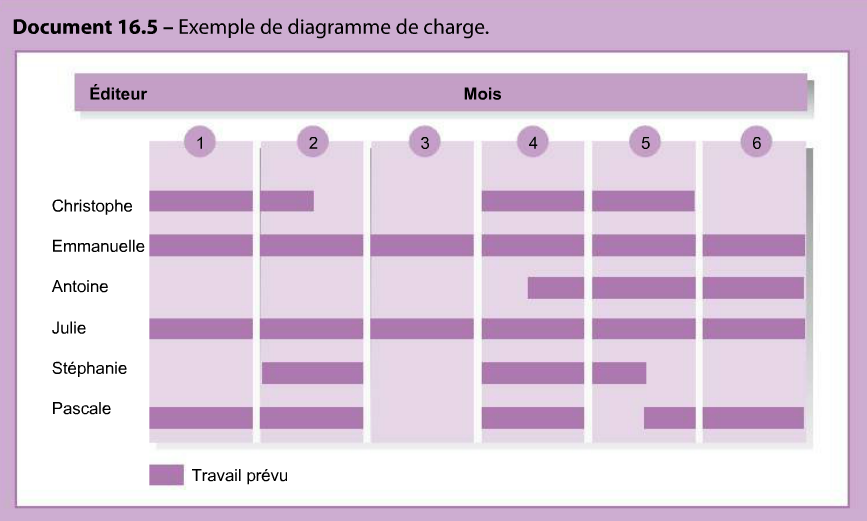 Document 16.5 – Exemple de diagramme de charge.
Éditeur Mois
1 2 3 4 5 6
Christophe
Emmanuelle
Antoine
Julie
Stéphanie
Pascale
Travail prévu